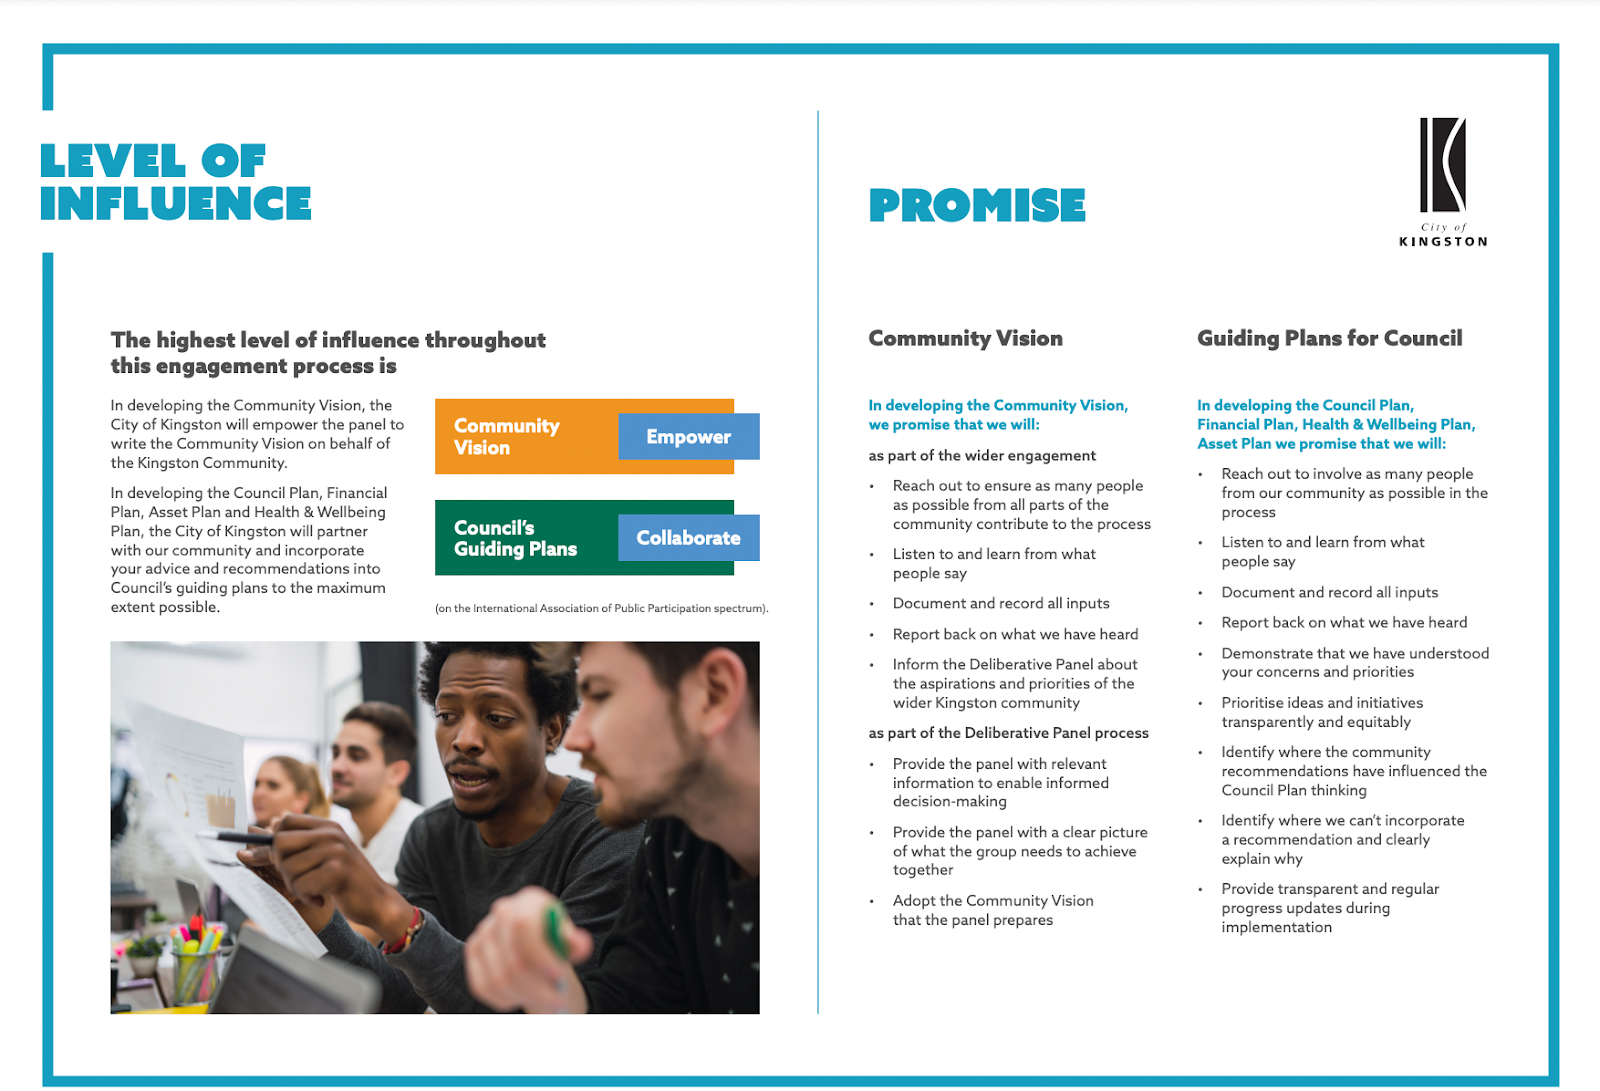 LEVEL OF
INFLUENCE
The highest level of influence throughout
this engagement process is
In developing the Community Vision, the
City of Kingston will empower the panel to
write the Community Vision on behalf of
the Kingston Community.
In developing the Council Plan, Financial
Plan, Asset Plan and Health & Wellbeing
Plan, the City of Kingston will partner
with our community and incorporate
your advice and recommendations into
Council's guiding plans to the maximum
extent possible.
Community
Vision
Empower
Council's
Guiding Plans
Collaborate
(on the International Association of Public Participation spectrum).
PROMISE
City of
KINGSTON
Community Vision
In developing the Community Vision,
we promise that we will:
as part of the wider engagement
• Reach out to ensure as many people
as possible from all parts of the
community contribute to the process
• Listen to and learn from what
people say
• Document and record all inputs
• Report back on what we have heard
• Inform the Deliberative Panel about
the aspirations and priorities of the
wider Kingston community
as part of the Deliberative Panel process
• Provide the panel with relevant
information to enable informed
decision-making
• Provide the panel with a clear picture
of what the group needs to achieve
together
• Adopt the Community Vision
that the panel prepares
Guiding Plans for Council
In developing the Council Plan,
Financial Plan, Health & Wellbeing Plan,
Asset Plan we promise that we will:
• Reach out to involve as many people
from our community as possible in the
process
• Listen to and learn from what
people say
• Document and record all inputs
• Report back on what we have heard
• Demonstrate that we have understood
your concerns and priorities
• Prioritise ideas and initiatives
transparently and equitably
• Identify where the community
recommendations have influenced the
Council Plan thinking
• Identify where we can't incorporate
a recommendation and clearly
explain why
• Provide transparent and regular
progress updates during
implementation